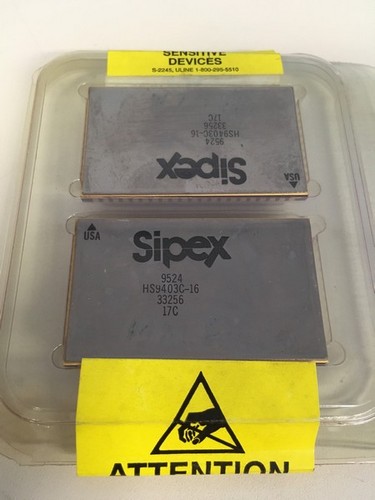 SENSITIVE
DEVICES
S-2245, ULINE 1-800-295-5510
Sipex
9524
HS9403C-16
33256
17C
USA
USA
Sipex
9524
HS9403C-16
33256
17C
ATTENTION